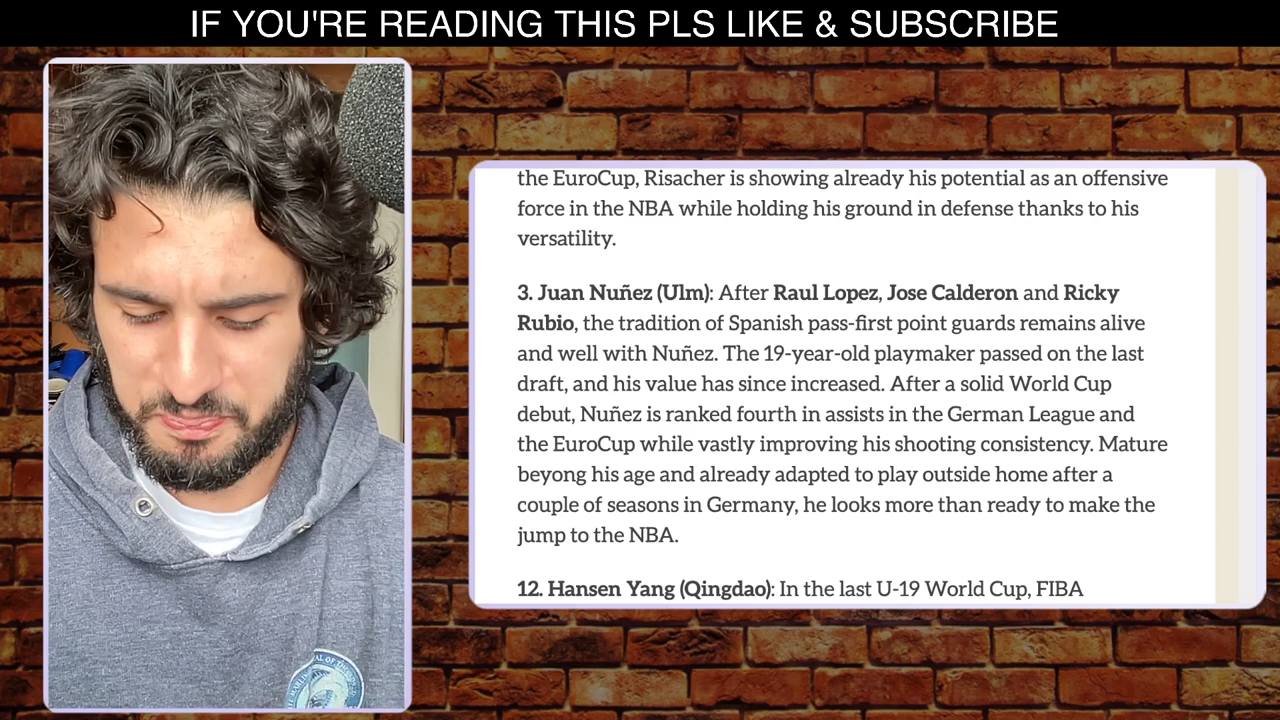 IF YOU'RE READING THIS PLS LIKE & SUBSCRIBE
the EuroCup, Risacher is showing already his potential as an offensive
force in the NBA while holding his ground in defense thanks to his
versatility.
3. Juan Nuñez (Ulm): After Raul Lopez, Jose Calderon and Ricky
Rubio, the tradition of Spanish pass-first point guards remains alive
and well with Nuñez. The 19-year-old playmaker passed on the last
draft, and his value has since increased. After a solid World Cup
debut, Nuñez is ranked fourth in assists in the German League and
the EuroCup while vastly improving his shooting consistency. Mature
beyong his age and already adapted to play outside home after a
couple of seasons in Germany, he looks more than ready to make the
jump to the NBA.
12. Hansen Yang (Qingdao): In the last U-19 World Cup, FIBA